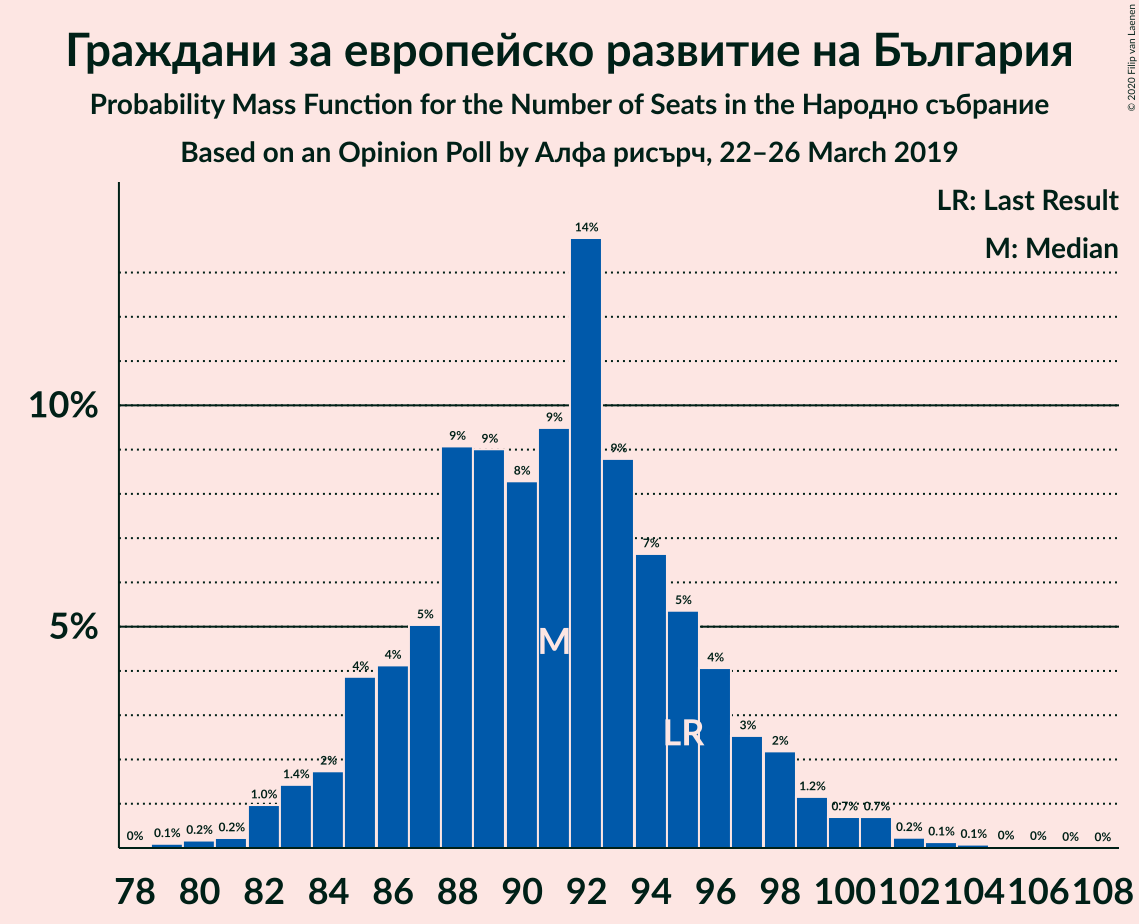 Граждани за европейско развитие на България
Probability Mass Function for the Number of Seats in the Народно събрание
Based on an Opinion Poll by Алфа рисърч, 22–26 March 2019
© 2020 Filip van Laenen
LR: Last Result
M: Median
10%
5%
0% 0.1% 0.2% 0.2% 1.0% 1.4% 2% 4% 4% 5% 9% 9% 8% 9% 14% 9% 7% 5% 4% 3% 2% 1.2% 0.7% 0.7% 0.2% 0.1% 0.1% 0% 0% 0% 0%
M
LR
78 80 82 84 86 88 90 92 94 96 98 100 102 104 106 108